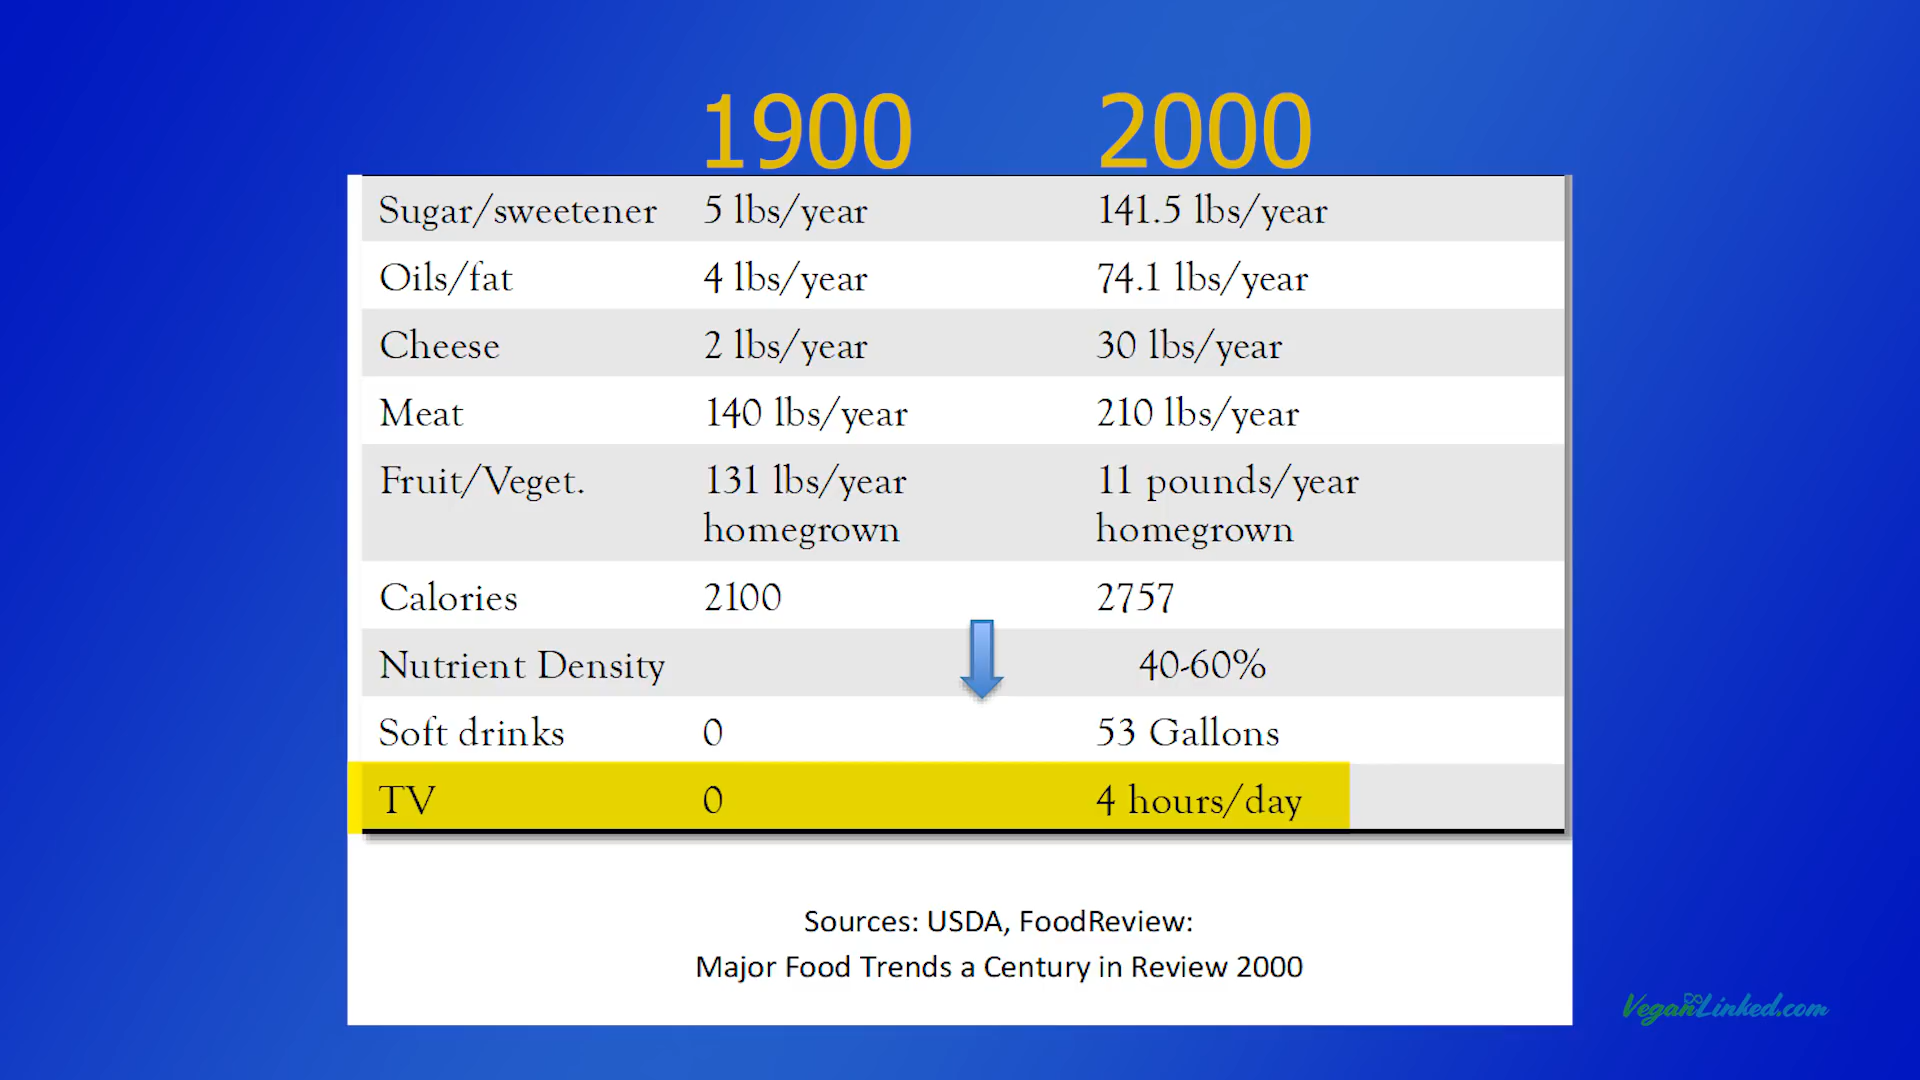 1900 2000
Sugar/sweetener 5 lbs/year 141.5 lbs/year
Oils/fat 4 lbs/year 74.1 lbs/year
Cheese 2 lbs/year 30 lbs/year
Meat 140 lbs/year 210 lbs/year
Fruit/Veget. 131 lbs/year 11 pounds/year
homegrown homegrown
Calories 2100 2757
Nutrient Density 40-60%
Soft drinks 0 53 Gallons
TV 0 4 hours/day
Sources: USDA, FoodReview:
Major Food Trends a Century in Review 2000
VeganLinked.com